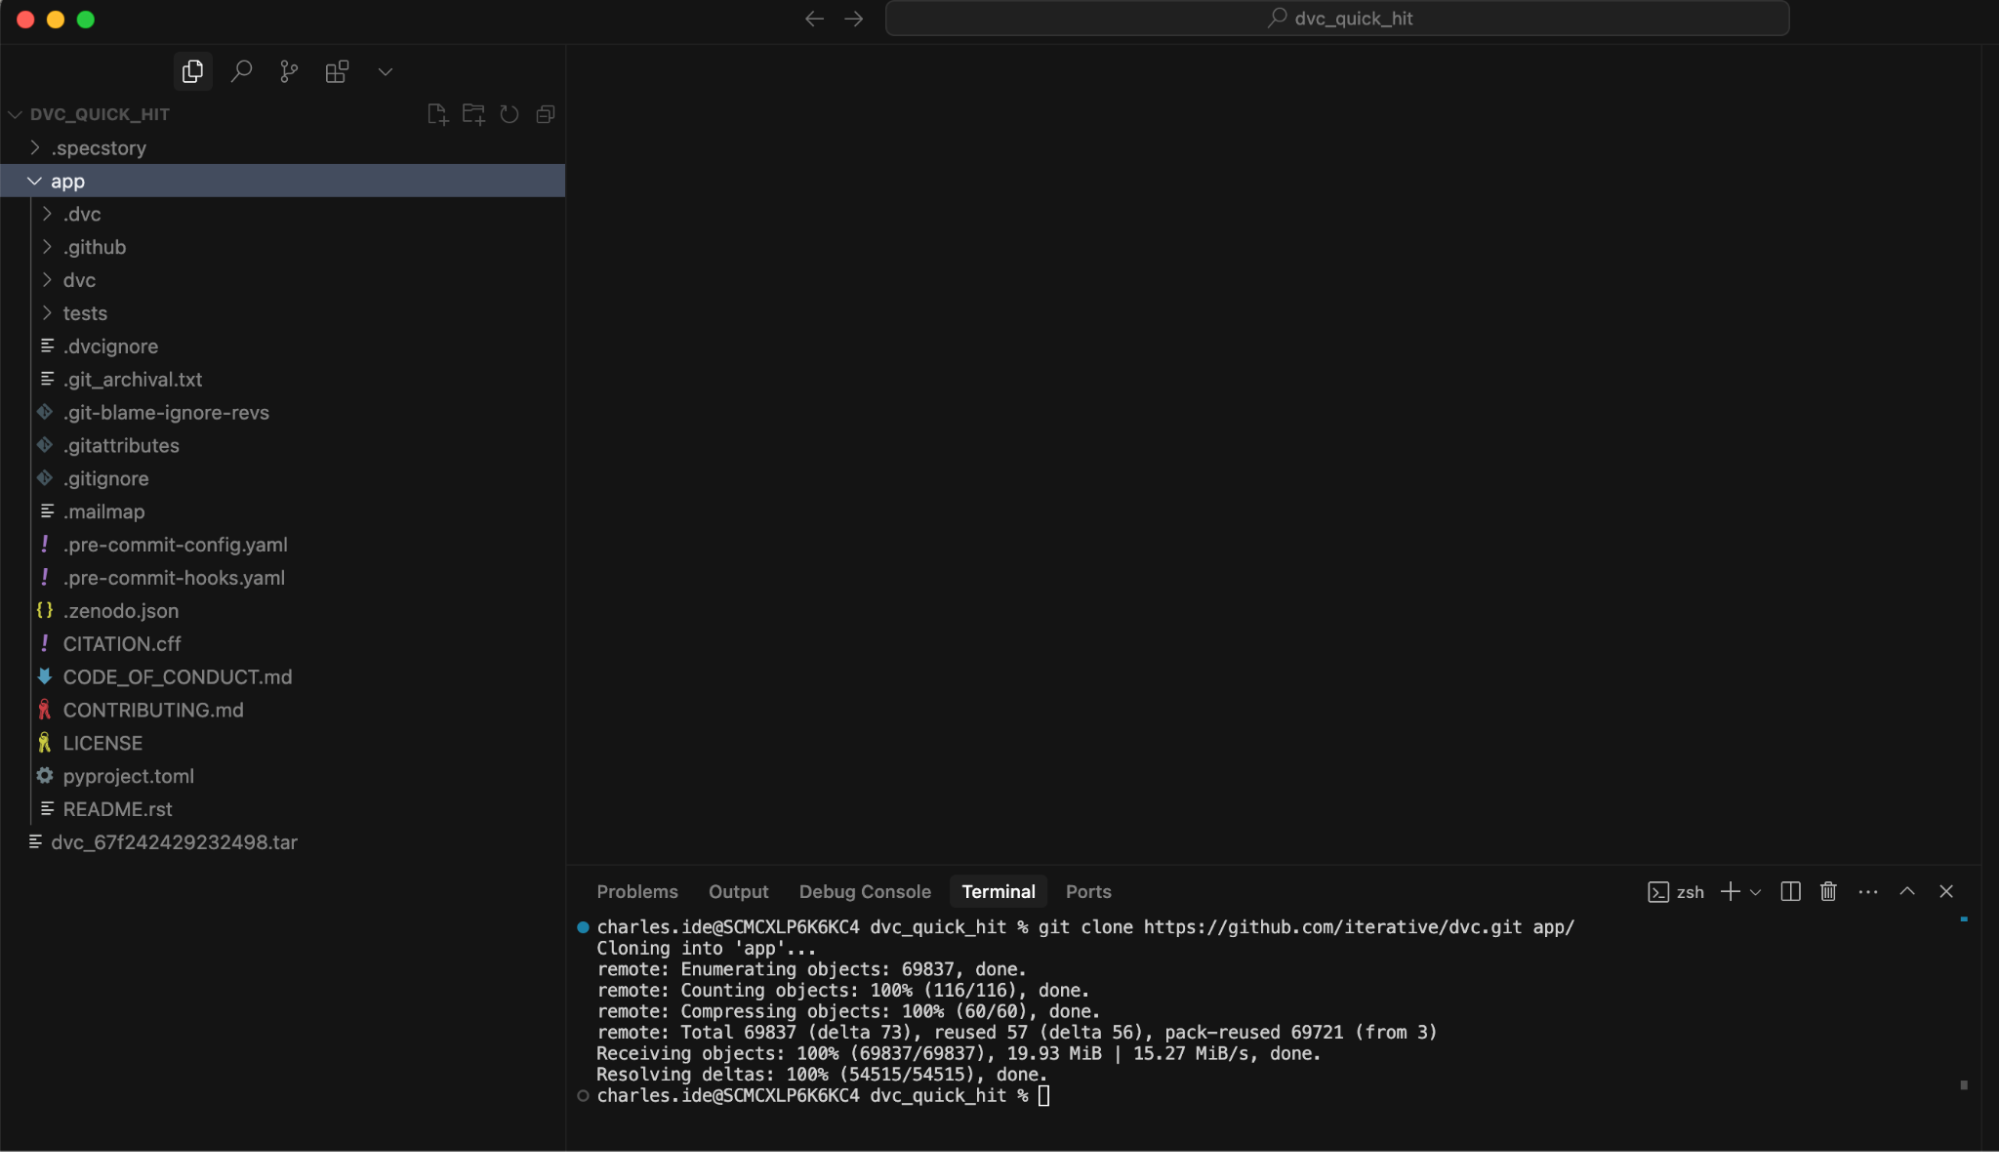 dvc_quick_hit
DVC_QUICK_HIT
.specstory
app
.dvc
.github
dvc
tests
.dvcignore
.git_archival.txt
.git-blame-ignore-revs
.gitattributes
.gitignore
.mailmap
.pre-commit-config.yaml
.pre-commit-hooks.yaml
.zenodo.json
CITATION.cff
CODE_OF_CONDUCT.md
CONTRIBUTING.md
LICENSE
pyproject.toml
README.rst
dvc_67f242429232498.tar
Problems Output Debug Console Terminal Ports zsh
charles.ide@SCMCXLP6K6KC4 dvc_quick_hit % git clone https://github.com/iterative/dvc.git app/
Cloning into 'app'...
remote: Enumerating objects: 69837, done.
remote: Counting objects: 100% (116/116), done.
remote: Compressing objects: 100% (60/60), done.
remote: Total 69837 (delta 73), reused 57 (delta 56), pack-reused 69721 (from 3)
Receiving objects: 100% (69837/69837), 19.93 MiB | 15.27 MiB/s, done.
Resolving deltas: 100% (54515/54515), done.
charles.ide@SCMCXLP6K6KC4 dvc_quick_hit %